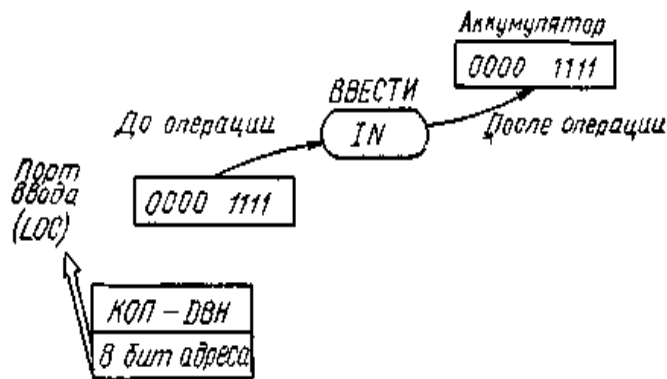 Аккумулятор
0000 1111
ВВЕСТИ
IN
До операции
После операции
Порт
ввода
(LOC)
0000 1111
КОП – DBH
8 бит адреса